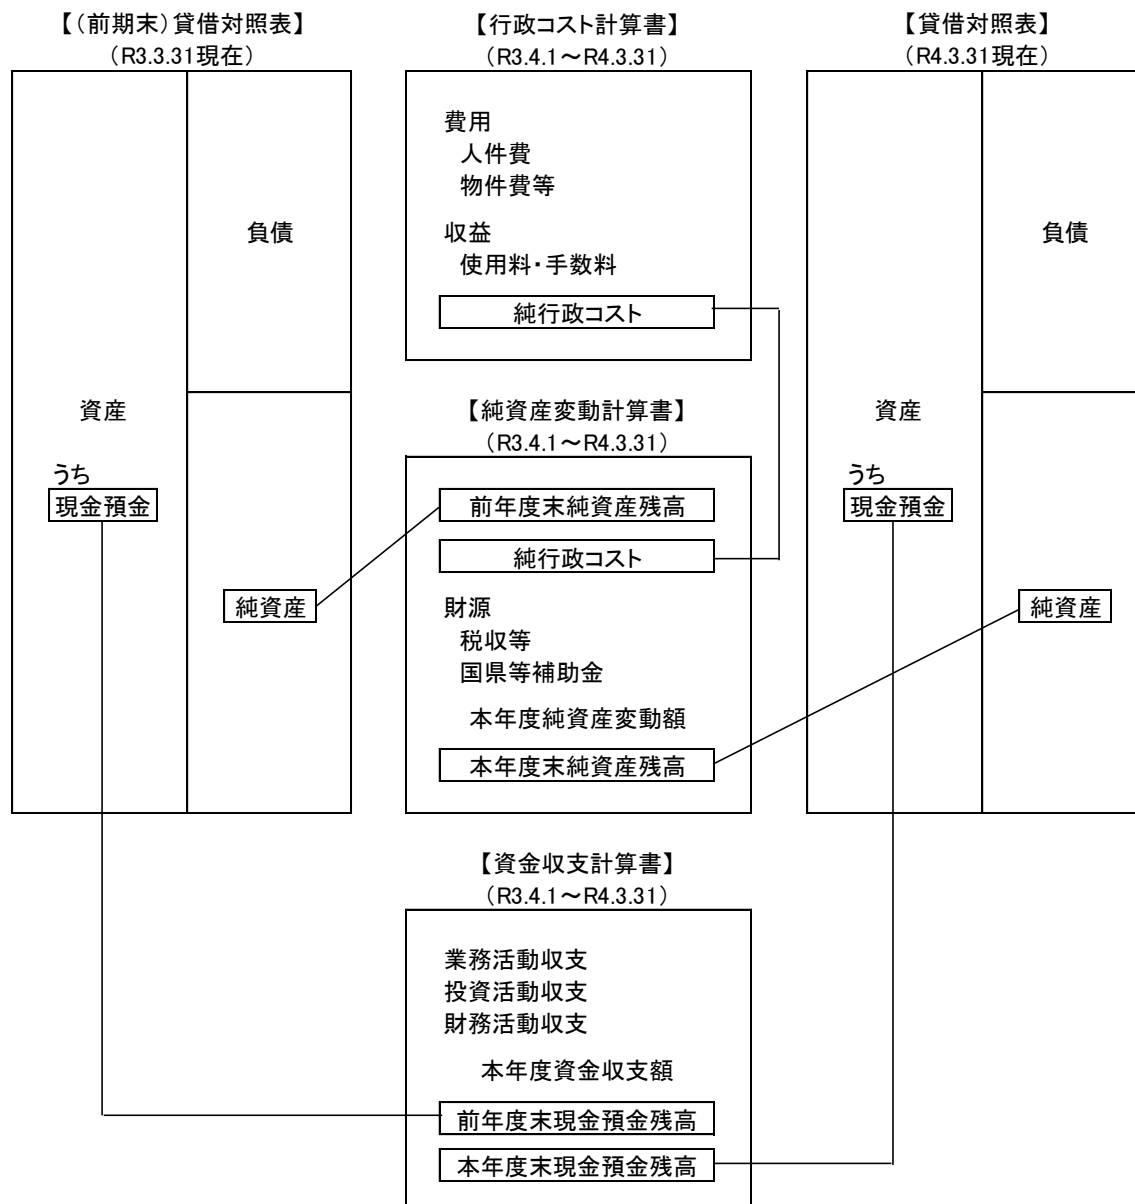 【(前期末)貸借対照表】
(R3.3.31現在)
資産
うち
現金預金
負債
純資産
【行政コスト計算書】
(R3.4.1～R4.3.31)
費用
人件費
物件費等
収益
使用料・手数料
純行政コスト
【純資産変動計算書】
(R3.4.1～R4.3.31)
前年度末純資産残高
純行政コスト
財源
税収等
国県等補助金
本年度純資産変動額
本年度末純資産残高
【資金収支計算書】
(R3.4.1～R4.3.31)
業務活動収支
投資活動収支
財務活動収支
本年度資金収支額
前年度末現金預金残高
本年度末現金預金残高
【貸借対照表】
(R4.3.31現在)
資産
うち
現金預金
負債
純資産